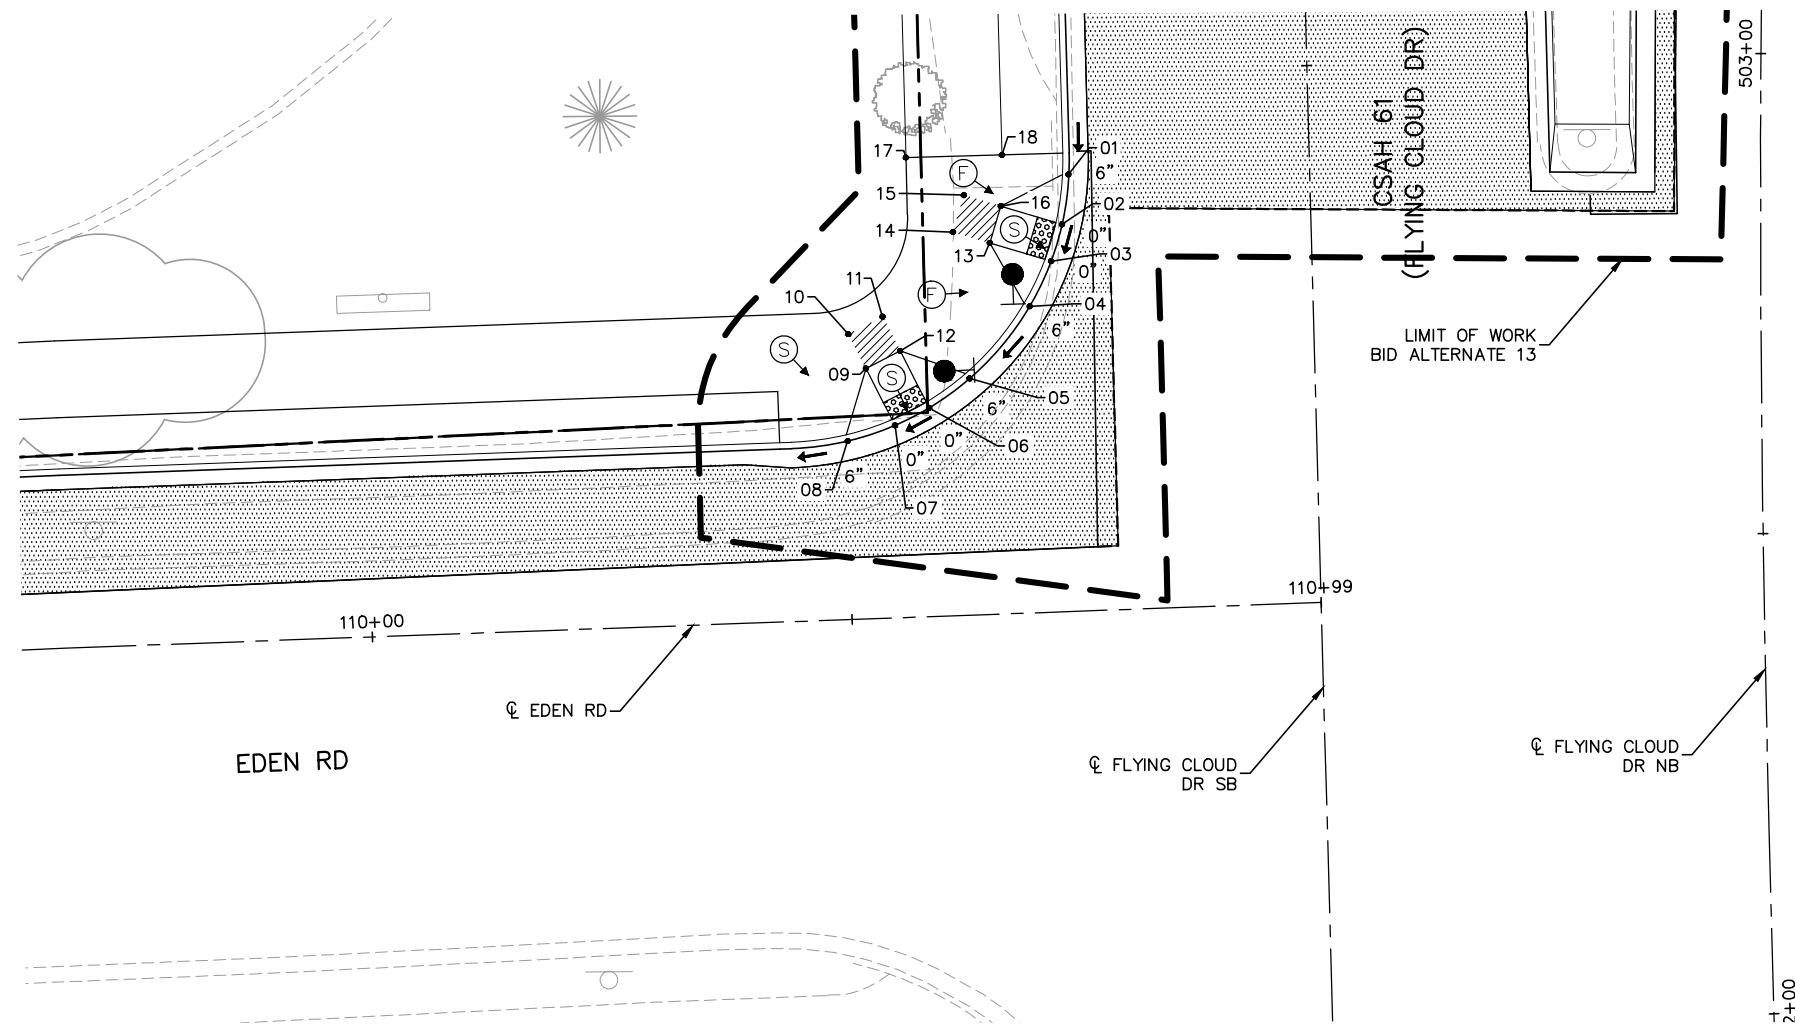 503+00
CSAH 61
(FLYING CLOUD DR)
18
17
01
F
6”
15
16
02
S
14
0”
13
03
11
0”
10
F
04
6”
12
S
09
S
LIMIT OF WORK
BID ALTERNATE 13
05
6”
0”
06
0”
6”
08
07
110+99
110+00
℄ EDEN RD
EDEN RD
℄ FLYING CLOUD
DR SB
℄ FLYING CLOUD
DR NB
2+00